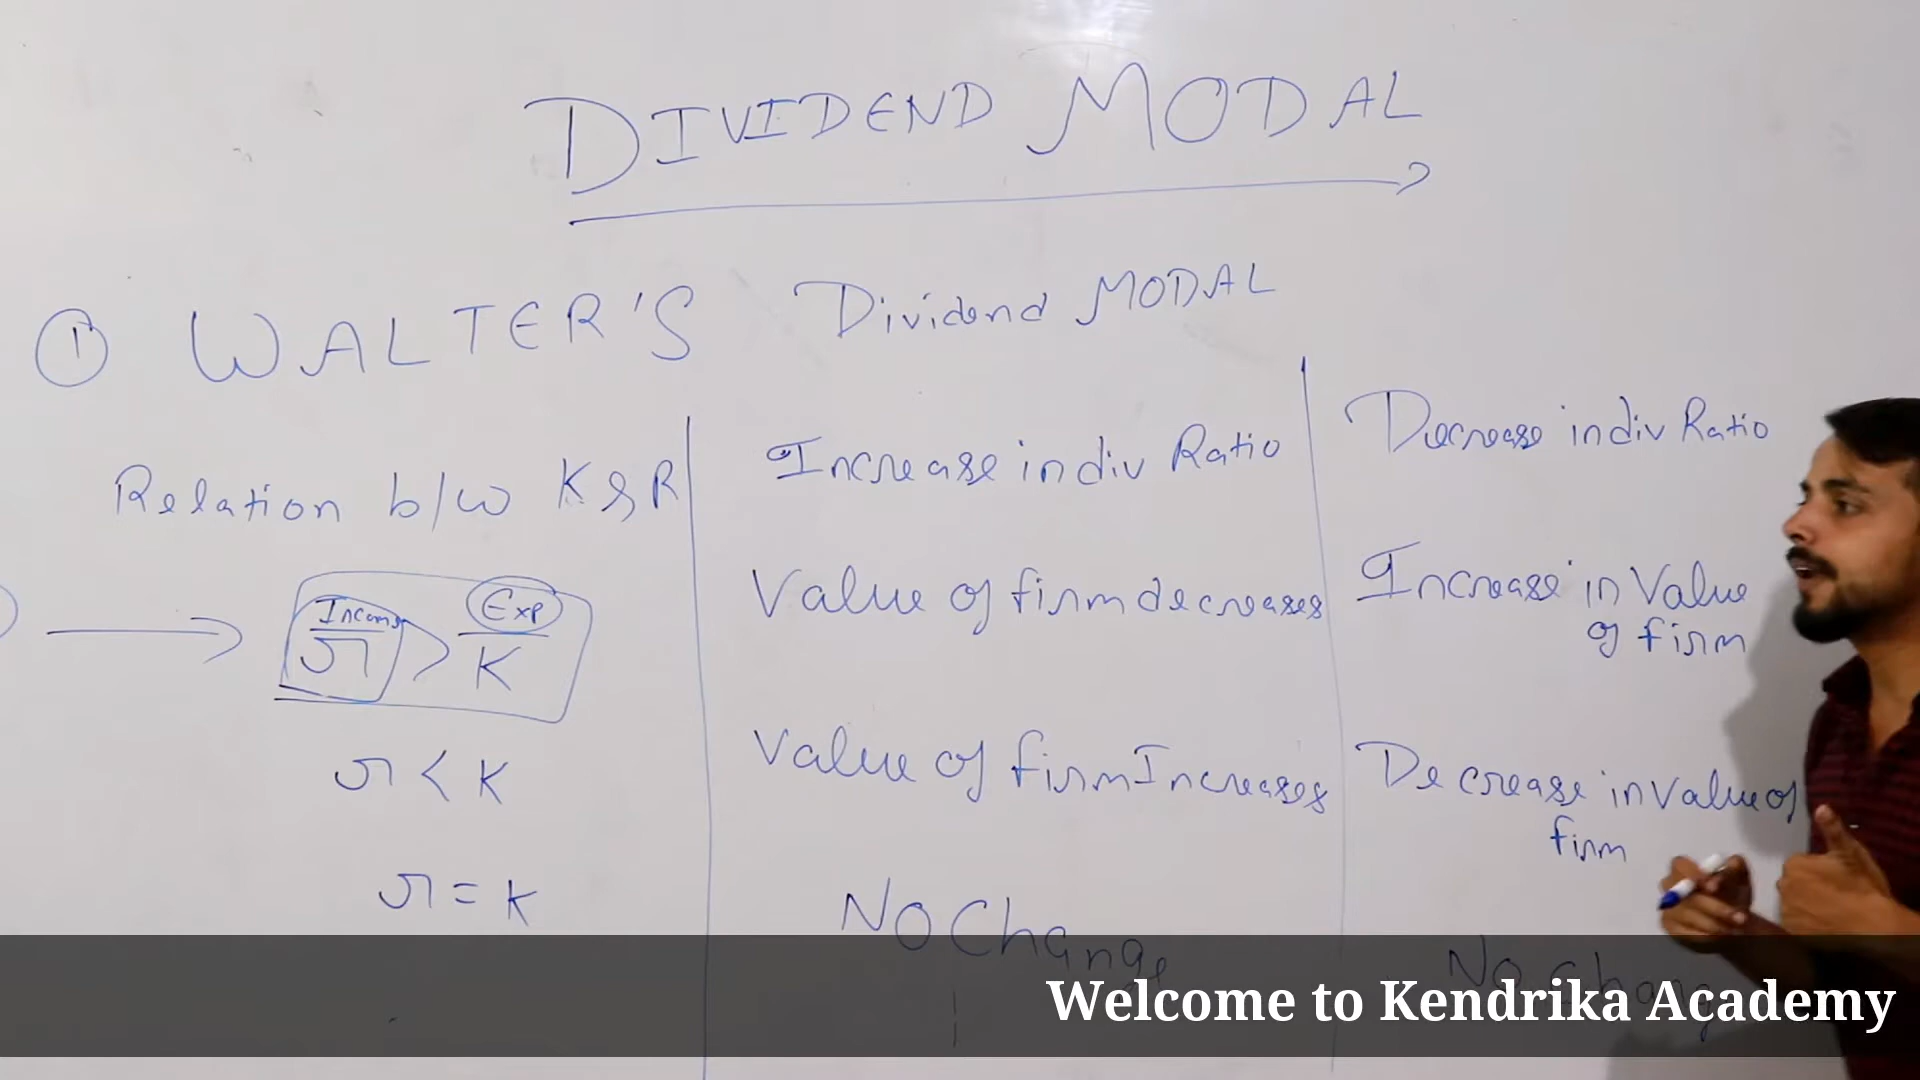 DIVIDEND MODAL
① WALTER'S Dividend MODAL
Relation b/w K & R
Increase in div Ratio
Decrease in div Ratio
Income
r > 
Exp
K
Value of firm decreases
Increase in Value
of firm
r < K
Value of firm Increases
Decrease in value of
firm
r = K
No Change
No Chang
Welcome to Kendrika Academy